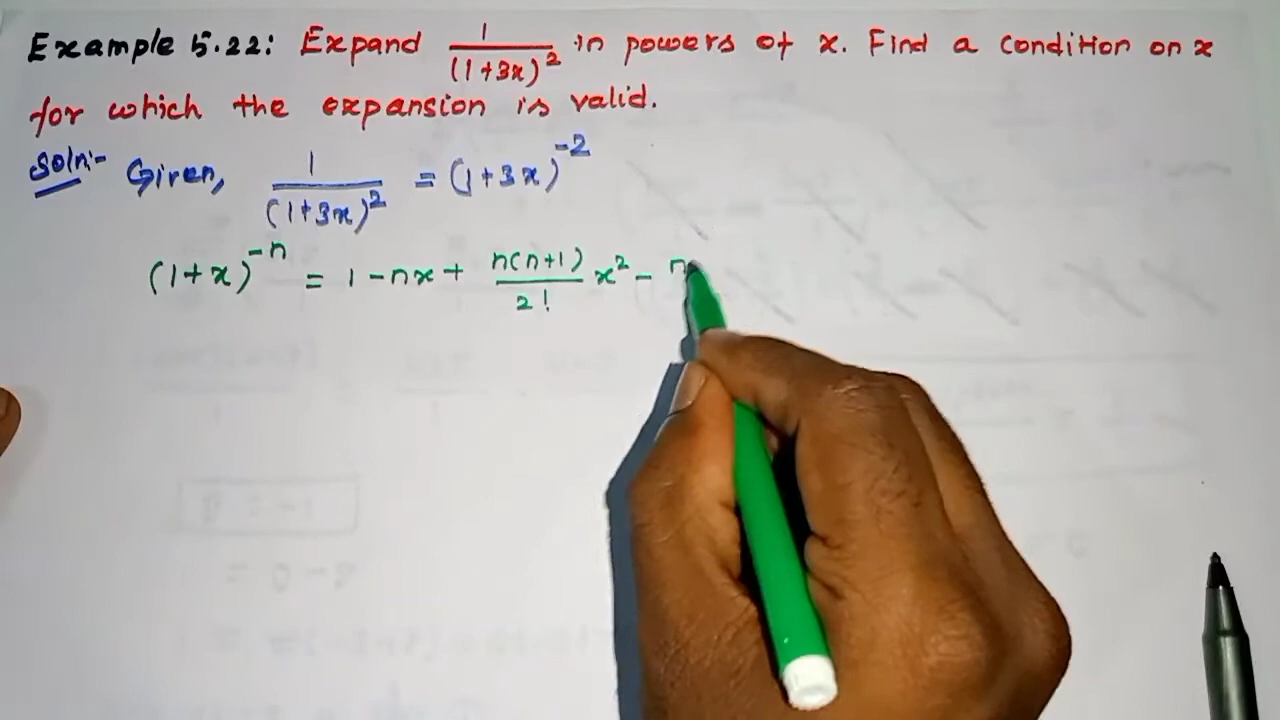 Example 5.22: Expand 1/(1+3x)² in powers of x. Find a condition on x
for which the expansion is valid.
Soln:- Given, 1/(1+3x)² = (1+3x)⁻²
(1+x)⁻ⁿ = 1 - nx + n(n+1)/2! x² - n